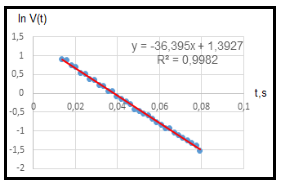 ln V(t)
1,5
y = -36,395x + 1,3927
1
R² = 0,9982
0,5
0
t,s
0 0,02 0,04 0,06 0,08 0,1
-0,5
-1
-1,5
-2